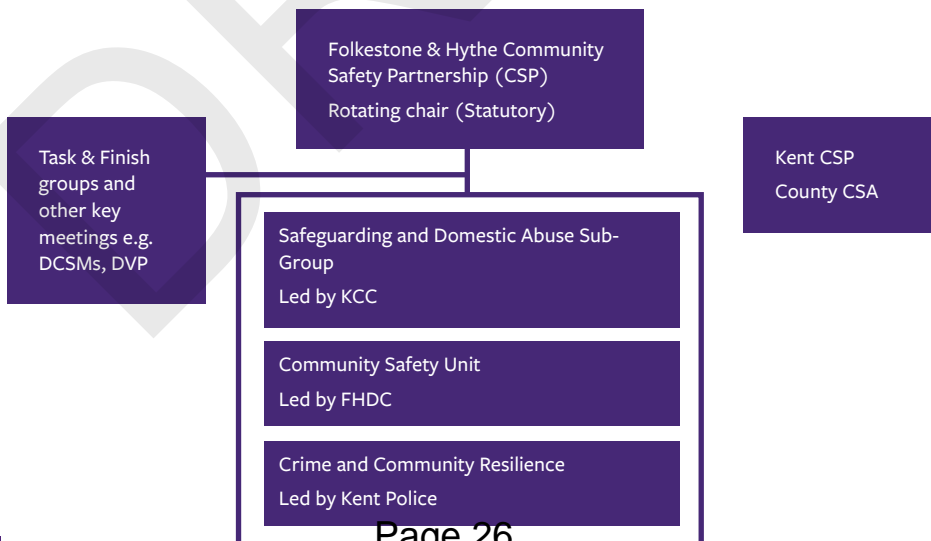 Folkestone & Hythe Community
Safety Partnership (CSP)
Rotating chair (Statutory)
Task & Finish
groups and
other key
meetings e.g.
DCSMs, DVP
Kent CSP
County CSA
Safeguarding and Domestic Abuse Sub-
Group
Led by KCC
Community Safety Unit
Led by FHDC
Crime and Community Resilience
Led by Kent Police
Page 26